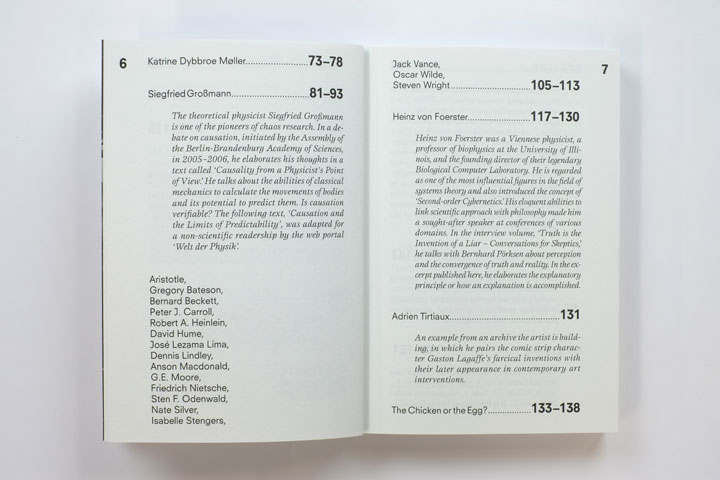 6
Katrine Dybbroe Møller........................73–78
Siegfried Großmann..............................81–93
The theoretical physicist Siegfried Großmann
is one of the pioneers of chaos research. In a de-
bate on causation, initiated by the Assembly of
the Berlin-Brandenburg Academy of Sciences,
in 2005–2006, he elaborates his thoughts in a
text called ‘Causality from a Physicist’s Point
of View.’ He talks about the abilities of classical
mechanics to calculate the movements of bodies
and its potential to predict them. Is causation
verifiable? The following text, ‘Causation and
the Limits of Predictability’, was adapted for
a non-scientific readership by the web portal
‘Welt der Physik’.
Aristotle,
Gregory Bateson,
Bernard Beckett,
Peter J. Carroll,
Robert A. Heinlein,
David Hume,
José Lezama Lima,
Dennis Lindley,
Anson Macdonald,
G.E. Moore,
Friedrich Nietsche,
Sten F. Odenwald,
Nate Silver,
Isabelle Stengers,
7
Jack Vance,
Oscar Wilde,
Steven Wright..............................105–113
Heinz von Foerster........................117–130
Heinz von Foerster was a Viennese physicist, a
professor of biophysics at the University of Illi-
nois, and the founding director of their legendary
Biological Computer Laboratory. He is regarded
as one of the most influential figures in the field of
systems theory and also introduced the concept of
‘Second-order Cybernetics.’ His eloquent abilities to
link scientific approach with philosophy made him
a sought-after speaker at conferences of various
domains. In the interview volume, ‘Truth is the
Invention of a Liar – Conversations for Skeptics,’
he talks with Bernhard Pörksen about perception
and the convergence of truth and reality. In the ex-
cerpt published here, he elaborates the explanatory
principle or how an explanation is accomplished.
Adrien Tirtiaux........................................131
An example from an archive the artist is build-
ing, in which he pairs the comic strip charac-
ter Gaston Lagaffe’s farcical inventions with
their later appearance in contemporary art
interventions.
The Chicken or the Egg?................133–138